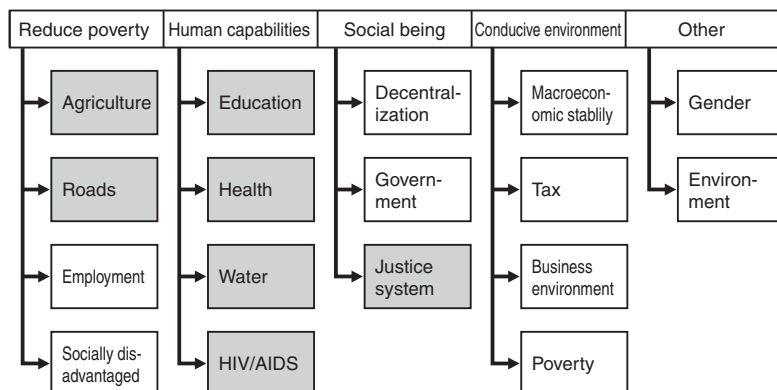 Reduce poverty
Human capabilities
Social being
Conducive environment
Other
Agriculture
Roads
Employment
Socially dis-
advantaged
Education
Health
Water
HIV/AIDS
Decentral-
ization
Govern-
ment
Justice
system
Macroecon-
omic stablily
Tax
Business
environment
Poverty
Gender
Environ-
ment